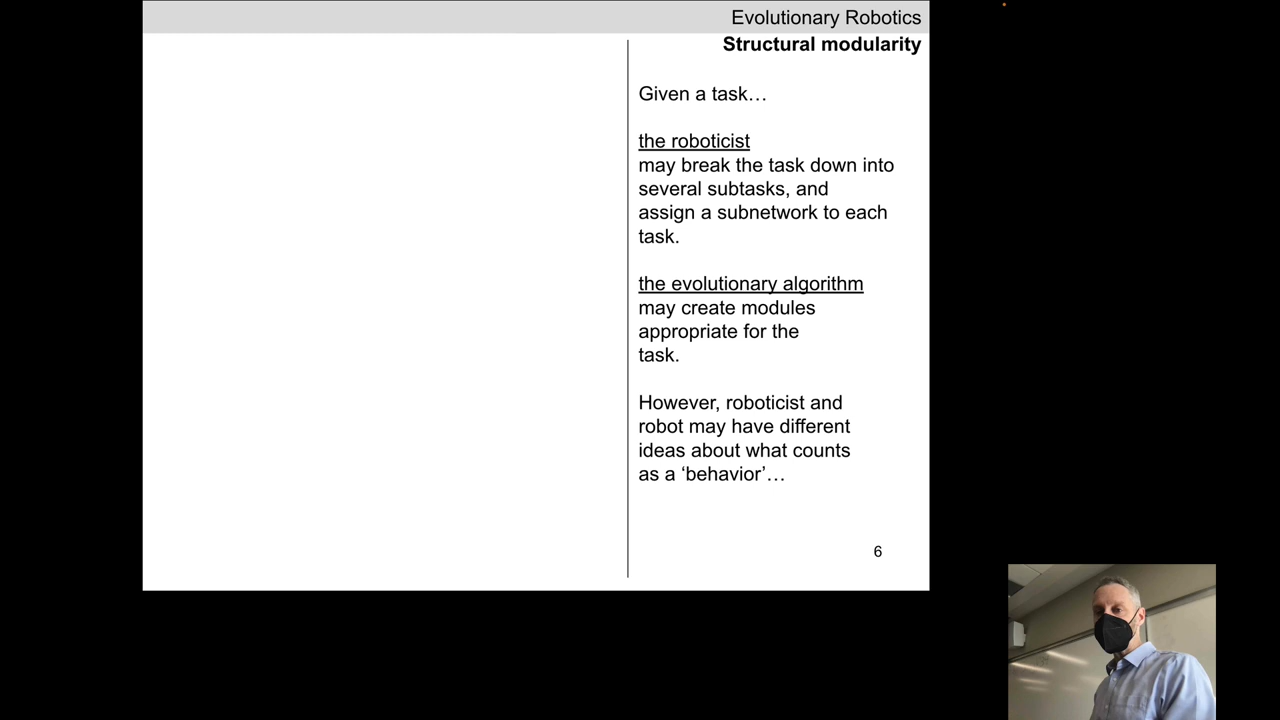 Evolutionary Robotics
Structural modularity
Given a task…
the roboticist
may break the task down into
several subtasks, and
assign a subnetwork to each
task.
the evolutionary algorithm
may create modules
appropriate for the
task.
However, roboticist and
robot may have different
ideas about what counts
as a ‘behavior’…
6